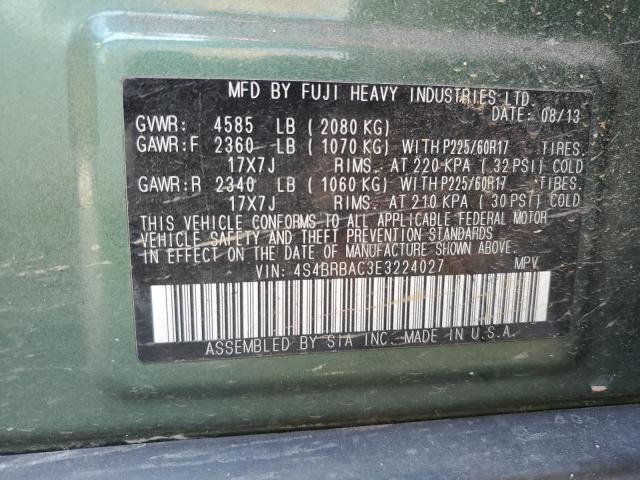 MFD BY FUJI HEAVY INDUSTRIES LTD.
DATE: 08/13
GVWR: 4585 LB ( 2080 KG)
GAWR:F 2360 LB ( 1070 KG) WITH P225/60R17 TIRES.
17X7J RIMS. AT 220 KPA ( 32 PSI) COLD
GAWR:R 2340 LB ( 1060 KG) WITH P225/60R17 TIRES.
17X7J RIMS. AT 210 KPA ( 30 PSI) COLD
THIS VEHICLE CONFORMS TO ALL APPLICABLE FEDERAL MOTOR
VEHICLE SAFETY AND THEFT PREVENTION STANDARDS
IN EFFECT ON THE DATE OF MANUFACTURE SHOWN ABOVE.
VIN: 4S4BRBAC3E3224027 MPV
ASSEMBLED BY SIA INC. MADE IN U.S.A.